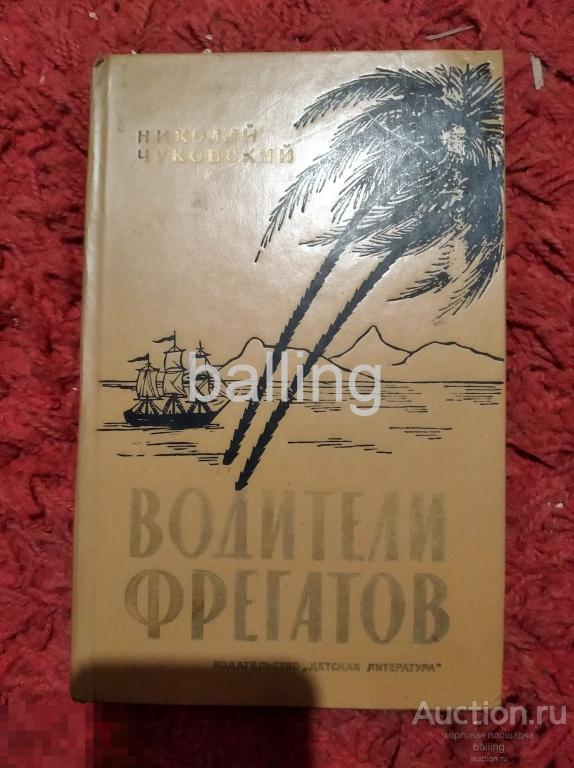 НИКОЛАЙ
ЧУКОВСКИЙ
balling
ВОДИТЕЛИ
ФРЕГАТОВ
ИЗДАТЕЛЬСТВО „ДЕТСКАЯ ЛИТЕРАТУРА"
Auction.ru
торговая площадка
balling
auction.ru